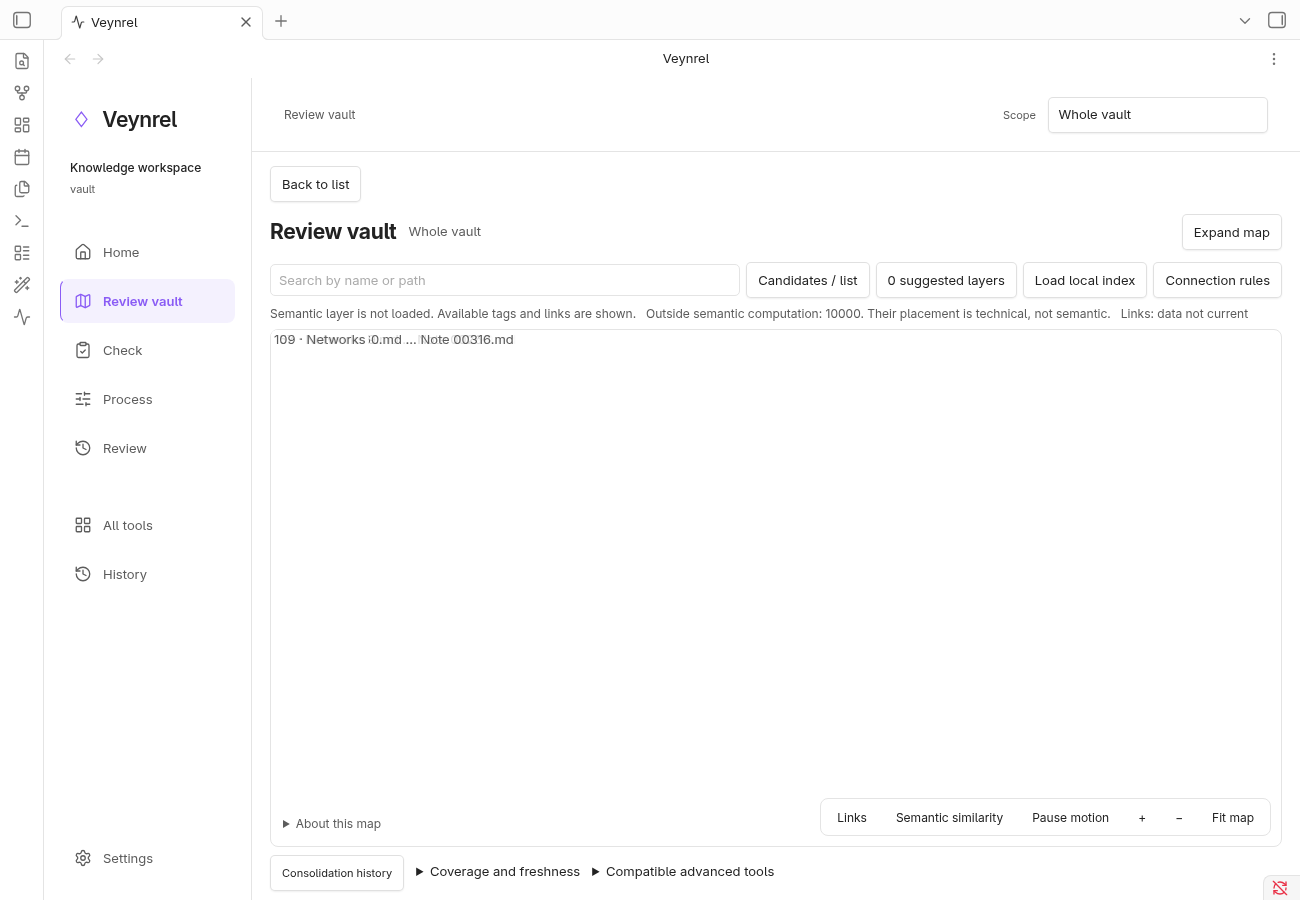 Veynrel
Veynrel
Veynrel
Knowledge workspace
vault
Home
Review vault
Check
Process
Review
All tools
History
Settings
Review vault
Scope
Whole vault
Back to list
Review vault Whole vault
Expand map
Search by name or path
Candidates / list
0 suggested layers
Load local index
Connection rules
Semantic layer is not loaded. Available tags and links are shown. Outside semantic computation: 10000. Their placement is technical, not semantic. Links: data not current
109 · Networks 0.md ... Note 00316.md
About this map
Links
Semantic similarity
Pause motion
+
−
Fit map
Consolidation history
Coverage and freshness
Compatible advanced tools